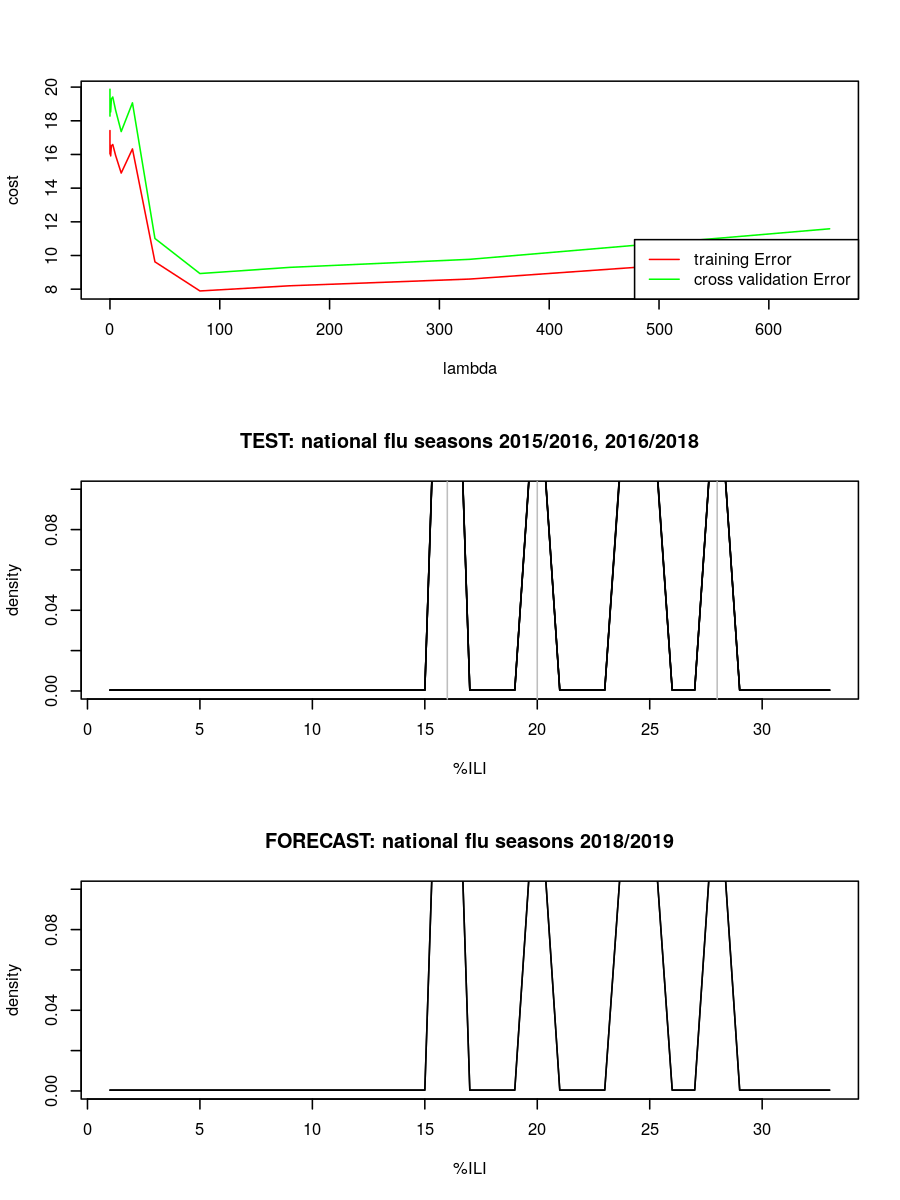 20
18
16
14
12
10
8
cost
0 100 200 300 400 500 600
lambda
training Error
cross validation Error
TEST: national flu seasons 2015/2016, 2016/2018
0.08
0.04
0.00
density
0 5 10 15 20 25 30
%ILI
FORECAST: national flu seasons 2018/2019
0.08
0.04
0.00
density
0 5 10 15 20 25 30
%ILI